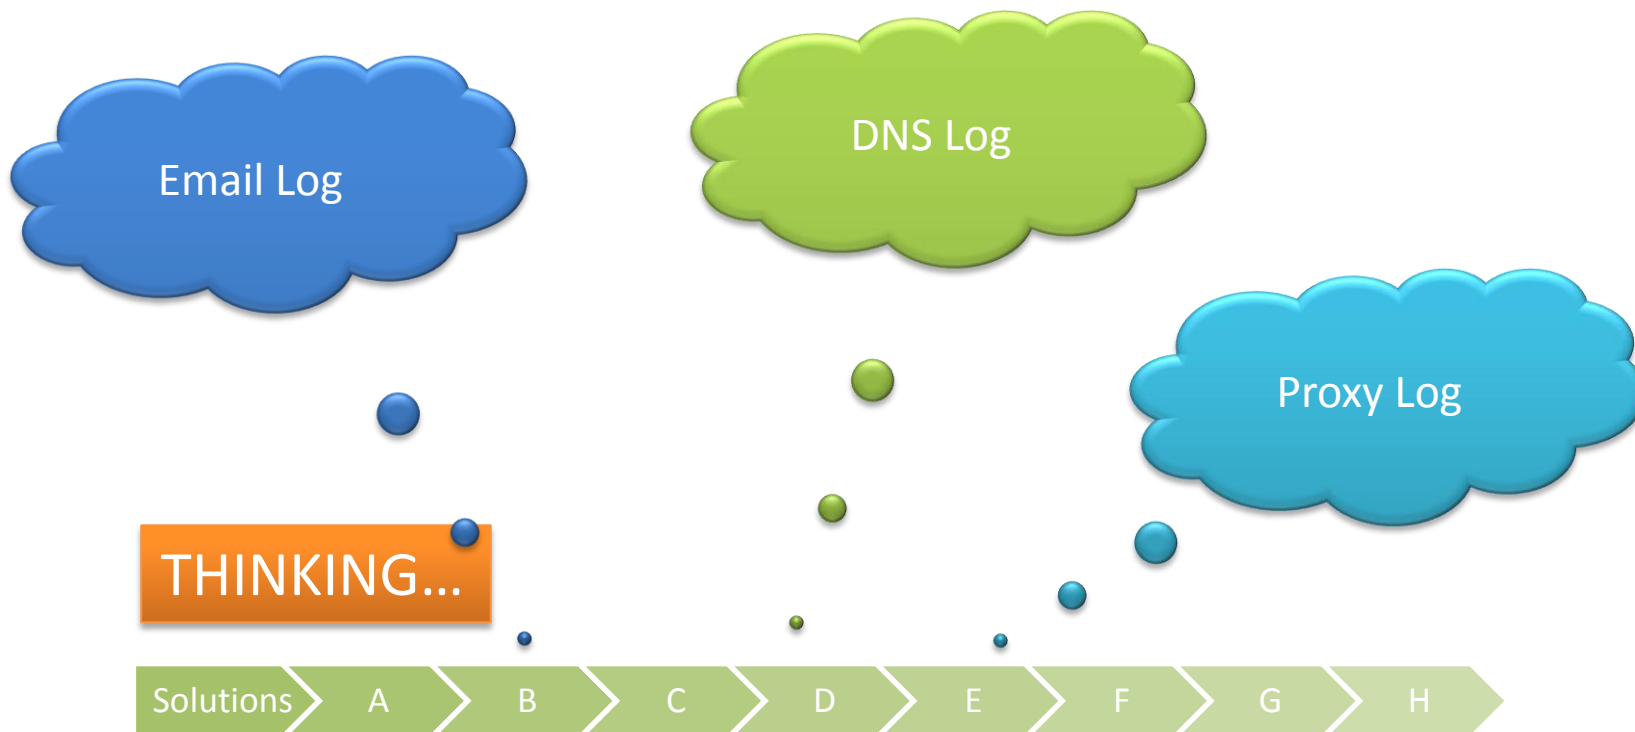 Email Log
DNS Log
Proxy Log
THINKING...
Solutions A B C D E F G H